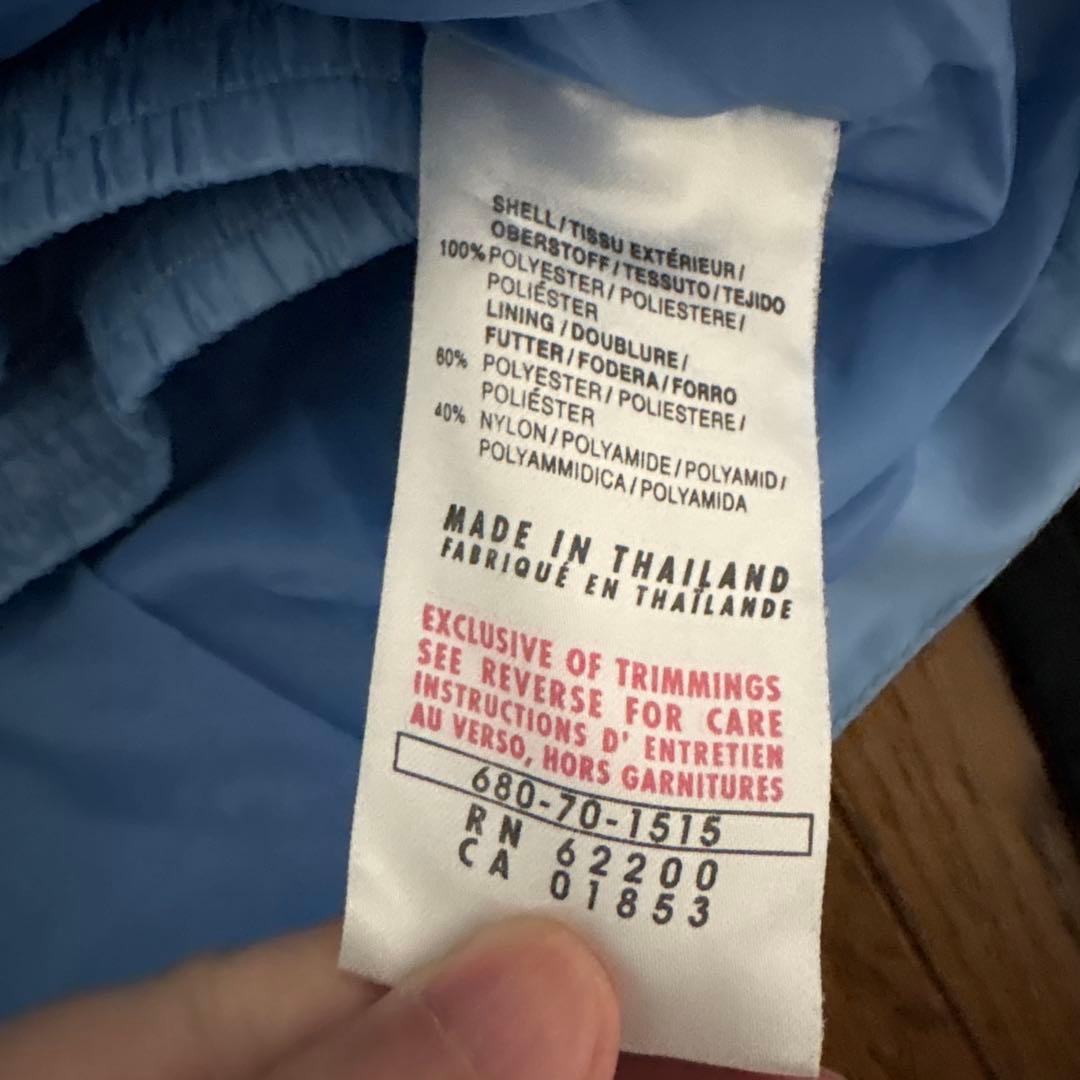 SHELL/TISSU EXTÉRIEUR/
OBERSTOFF/TESSUTO/TEJIDO
100% POLYESTER/POLIESTERE/
POLIÉSTER
LINING/DOUBLURE/
FUTTER/FODERA/FORRO
60% POLYESTER/POLIESTERE/
POLIÉSTER
40% NYLON/POLYAMIDE/POLYAMID/
POLYAMMIDICA/POLYAMIDA
MADE IN THAILAND
FABRIQUÉ EN THAÏLANDE
EXCLUSIVE OF TRIMMINGS
SEE REVERSE FOR CARE
INSTRUCTIONS D' ENTRETIEN
AU VERSO, HORS GARNITURES
680-70-1515
RN 62200
CA 01853